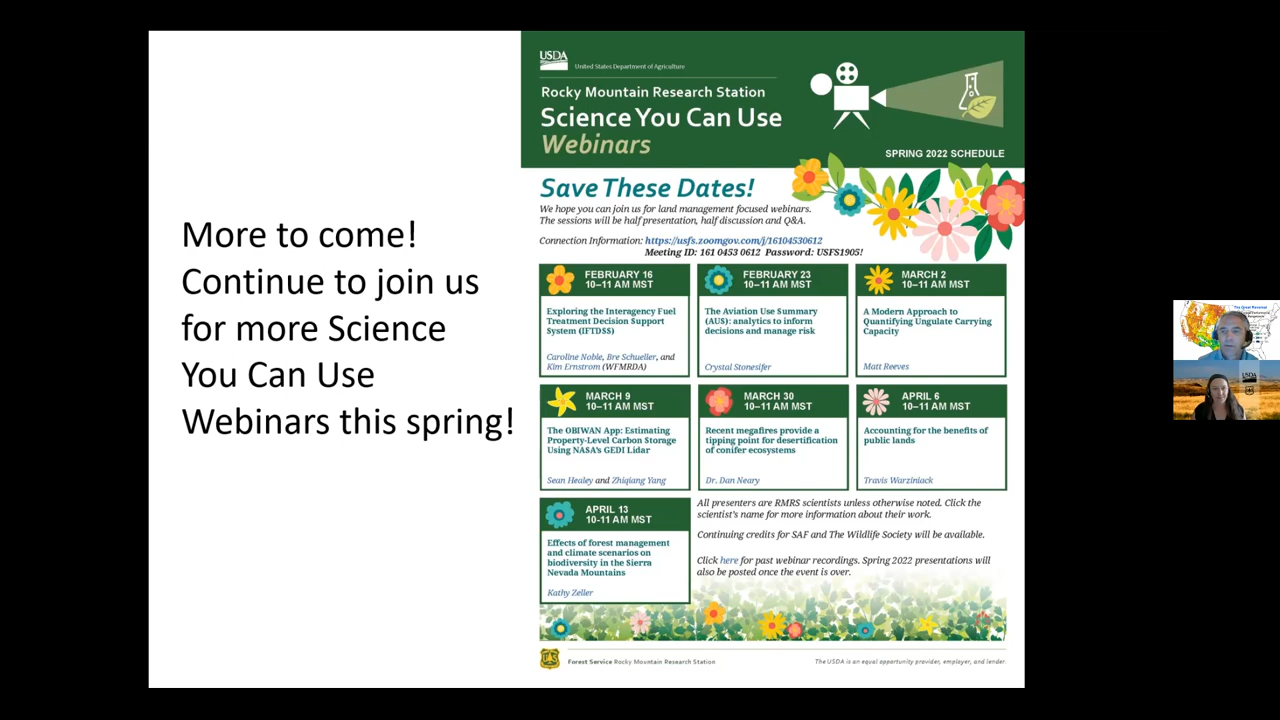 More to come!
Continue to join us
for more Science
You Can Use
Webinars this spring!
USDA
United States Department of Agriculture
Rocky Mountain Research Station
Science You Can Use
Webinars
SPRING 2022 SCHEDULE
Save These Dates!
We hope you can join us for land management focused webinars.
The sessions will be half presentation, half discussion and Q&A.
Connection Information: https://usfs.zoomgov.com/j/16104530612
Meeting ID: 161 0453 0612 Password: USFS1905!
FEBRUARY 16
10–11 AM MST
Exploring the Interagency Fuel
Treatment Decision Support
System (IFTDSS)
Caroline Noble, Bre Schueller, and
Kim Ernstrom (WFMRDA)
FEBRUARY 23
10–11 AM MST
The Aviation Use Summary
(AUS): analytics to inform
decisions and manage risk
Crystal Stonesifer
MARCH 2
10–11 AM MST
A Modern Approach to
Quantifying Ungulate Carrying
Capacity
Matt Reeves
MARCH 9
10–11 AM MST
The OBIWAN App: Estimating
Property-Level Carbon Storage
Using NASA's GEDI Lidar
Sean Healey and Zhiqiang Yang
MARCH 30
10–11 AM MST
Recent megafires provide a
tipping point for desertification
of conifer ecosystems
Dr. Dan Neary
APRIL 6
10–11 AM MST
Accounting for the benefits of
public lands
Travis Warziniack
APRIL 13
10-11 AM MST
Effects of forest management
and climate scenarios on
biodiversity in the Sierra
Nevada Mountains
Kathy Zeller
All presenters are RMRS scientists unless otherwise noted. Click the
scientist's name for more information about their work.
Continuing credits for SAF and The Wildlife Society will be available.
Click here for past webinar recordings. Spring 2022 presentations will
also be posted once the event is over.
Forest Service Rocky Mountain Research Station
The USDA is an equal opportunity provider, employer, and lender.
USDA